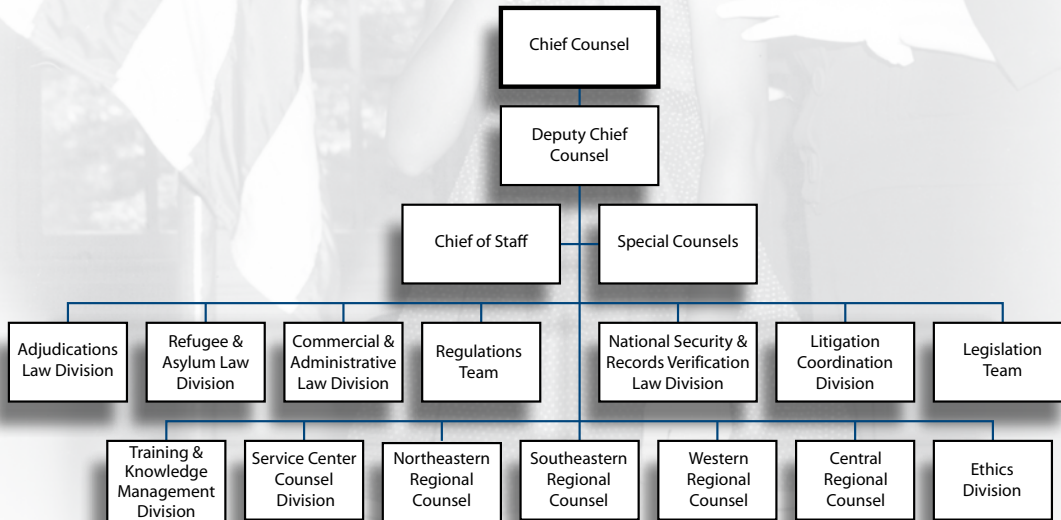 Chief Counsel
Deputy Chief
Counsel
Chief of Staff
Special Counsels
Adjudications
Law Division
Refugee &
Asylum Law
Division
Commercial &
Administrative
Law Division
Regulations
Team
National Security &
Records Verification
Law Division
Litigation
Coordination
Division
Legislation
Team
Training &
Knowledge
Management
Division
Service Center
Counsel
Division
Northeastern
Regional
Counsel
Southeastern
Regional
Counsel
Western
Regional
Counsel
Central
Regional
Counsel
Ethics
Division